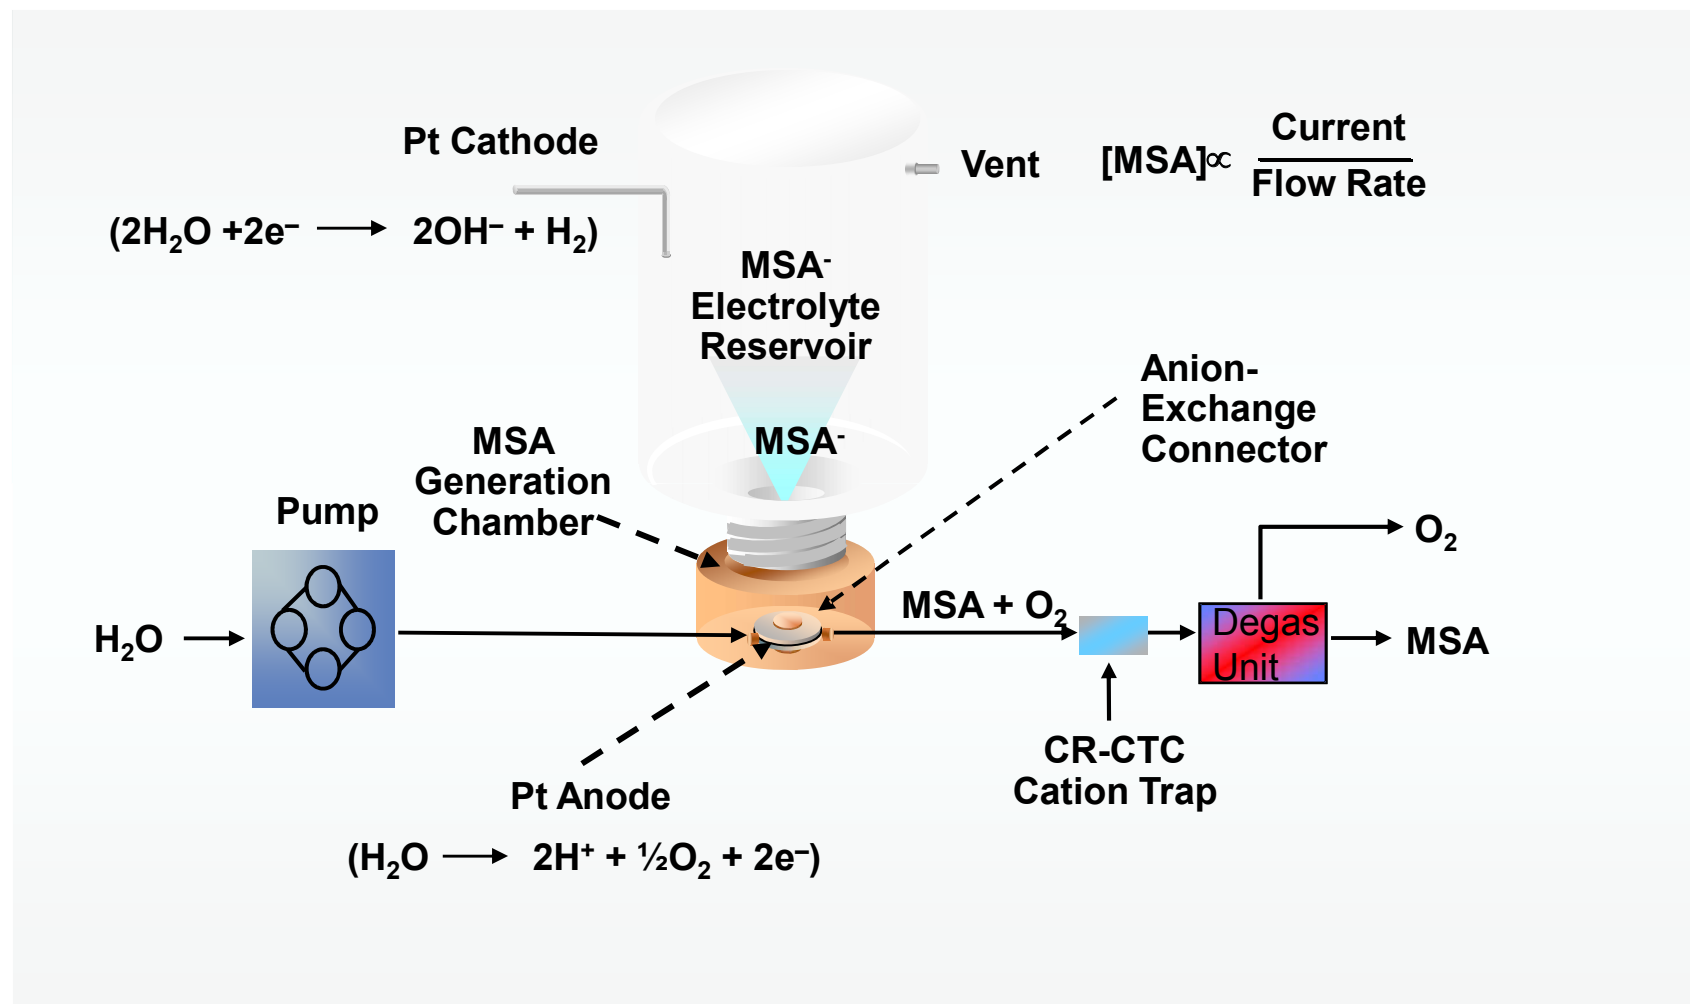 Pt Cathode
(2H₂O +2e⁻ ⟶ 2OH⁻ + H₂)
Vent
[MSA]∝
Current
Flow Rate
MSA⁻
Electrolyte
Reservoir
MSA⁻
Anion-
Exchange
Connector
MSA
Generation
Chamber
Pump
H₂O
MSA + O₂
O₂
Degas
Unit
MSA
CR-CTC
Cation Trap
Pt Anode
(H₂O ⟶ 2H⁺ + ½O₂ + 2e⁻)